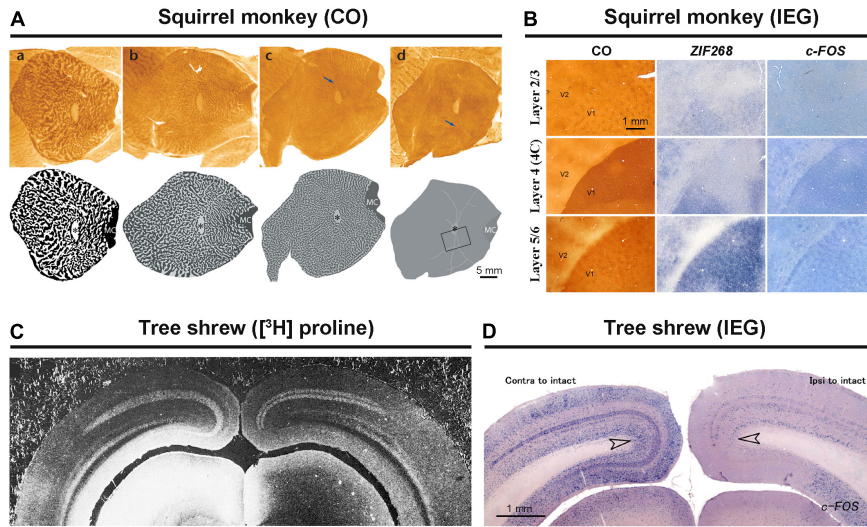 A Squirrel monkey (CO)
a b c d
MC MC MC MC
* * * *
5 mm
B Squirrel monkey (IEG)
CO ZIF268 c-FOS
Layer 2/3
V2
V1
1 mm
Layer 4 (4C)
V2
V1
Layer 5/6
V2
V1
C Tree shrew ([³H] proline)
D Tree shrew (IEG)
Contra to intact Ipsi to intact
1 mm
c-FOS